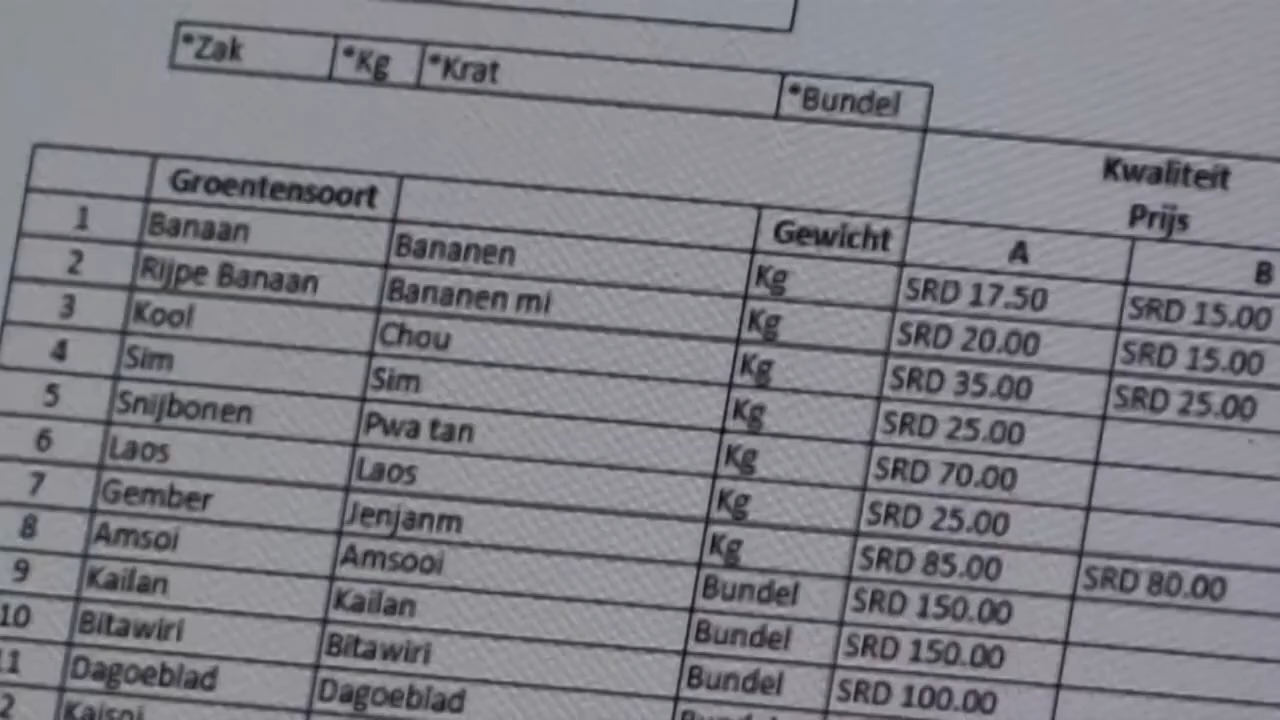 *Zak *Kg *Krat *Bundel
Kwaliteit
Prijs
Groentensoort Gewicht A B
1 Banaan Bananen Kg SRD 17.50 SRD 15.00
2 Rijpe Banaan Bananen mi Kg SRD 20.00 SRD 15.00
3 Kool Chou Kg SRD 35.00 SRD 25.00
4 Sim Sim Kg SRD 25.00
5 Snijbonen Pwa tan Kg SRD 70.00
6 Laos Laos Kg SRD 25.00
7 Gember Jenjanm Kg SRD 85.00 SRD 80.00
8 Amsoi Amsooi Bundel SRD 150.00
9 Kailan Kailan Bundel SRD 150.00
10 Bitawiri Bitawiri Bundel SRD 100.00
11 Dagoeblad Dagoeblad